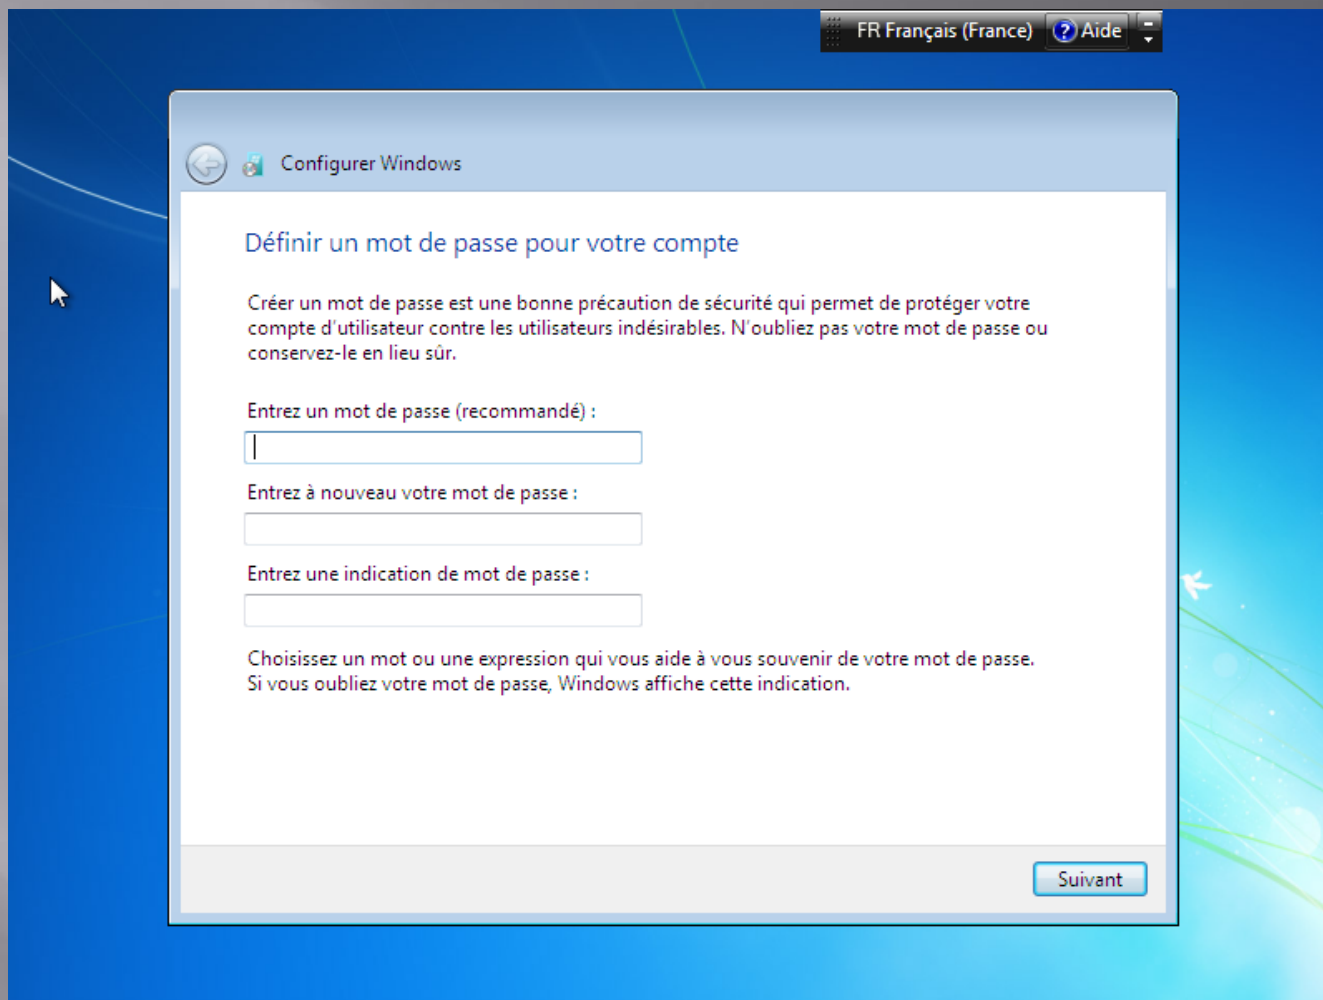 FR Français (France) ? Aide
Configurer Windows
Définir un mot de passe pour votre compte
Créer un mot de passe est une bonne précaution de sécurité qui permet de protéger votre
compte d'utilisateur contre les utilisateurs indésirables. N'oubliez pas votre mot de passe ou
conservez-le en lieu sûr.
Entrez un mot de passe (recommandé) :
Entrez à nouveau votre mot de passe :
Entrez une indication de mot de passe :
Choisissez un mot ou une expression qui vous aide à vous souvenir de votre mot de passe.
Si vous oubliez votre mot de passe, Windows affiche cette indication.
Suivant